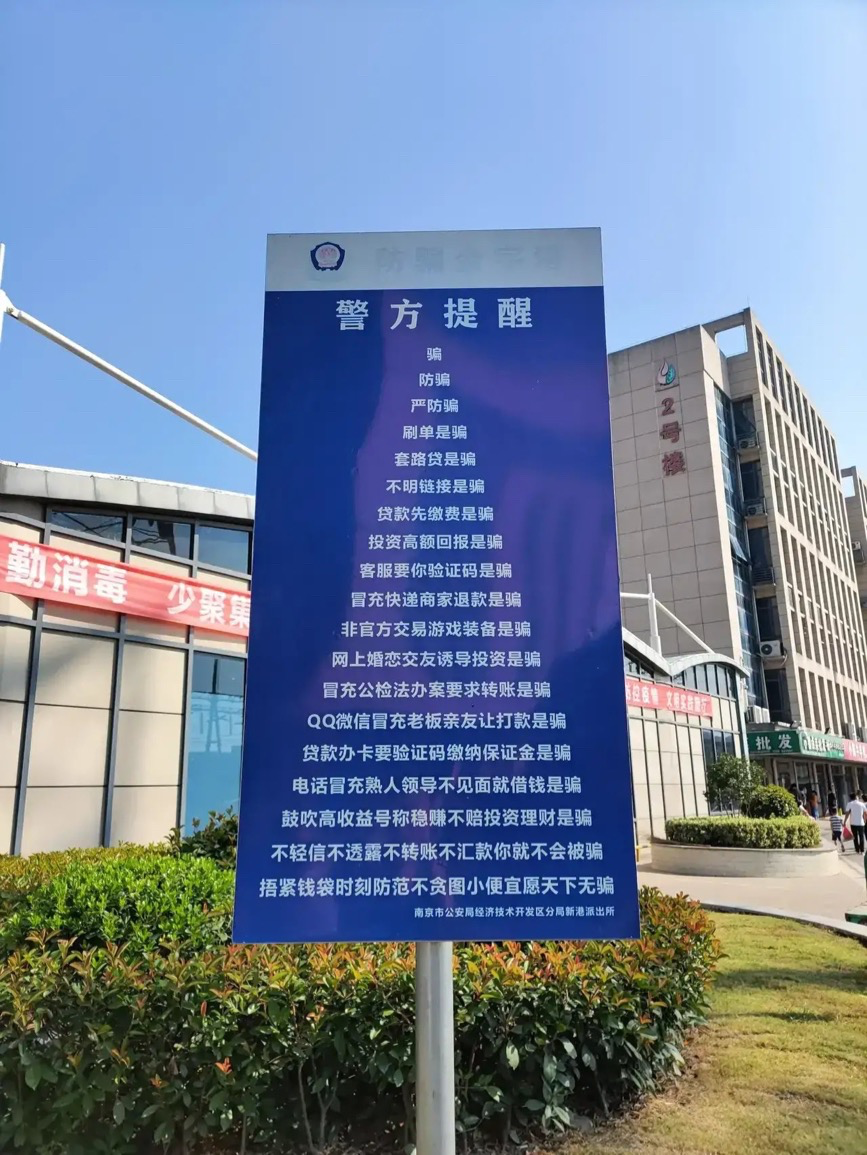 警方提醒
骗
防骗
严防骗
刷单是骗
套路贷是骗
不明链接是骗
贷款先缴费是骗
投资高额回报是骗
客服要你验证码是骗
冒充快递商家退款是骗
非官方交易游戏装备是骗
网上婚恋交友诱导投资是骗
冒充公检法办案要求转账是骗
QQ微信冒充老板亲友让打款是骗
贷款办卡要验证码缴纳保证金是骗
电话冒充熟人领导不见面就借钱是骗
鼓吹高收益号称稳赚不赔投资理财是骗
不轻信不透露不转账不汇款你就不会被骗
捂紧钱袋时刻防范不贪图小便宜愿天下无骗
南京市公安局经济技术开发区分局新港派出所
勤消毒 少聚集
2号楼
批发